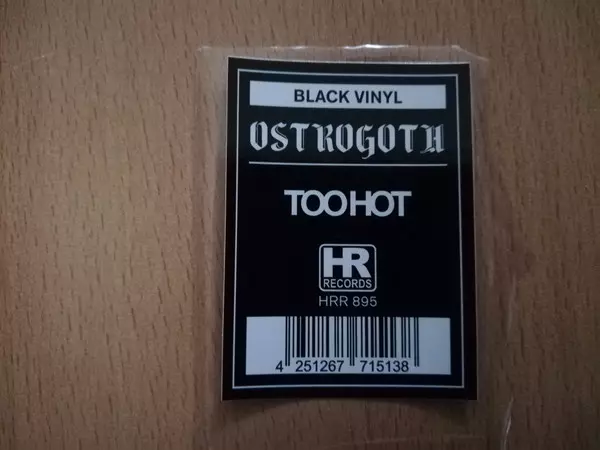 BLACK VINYL
OSTROGOTH
TOO HOT
HR
RECORDS
HRR 895
4 251267 715138